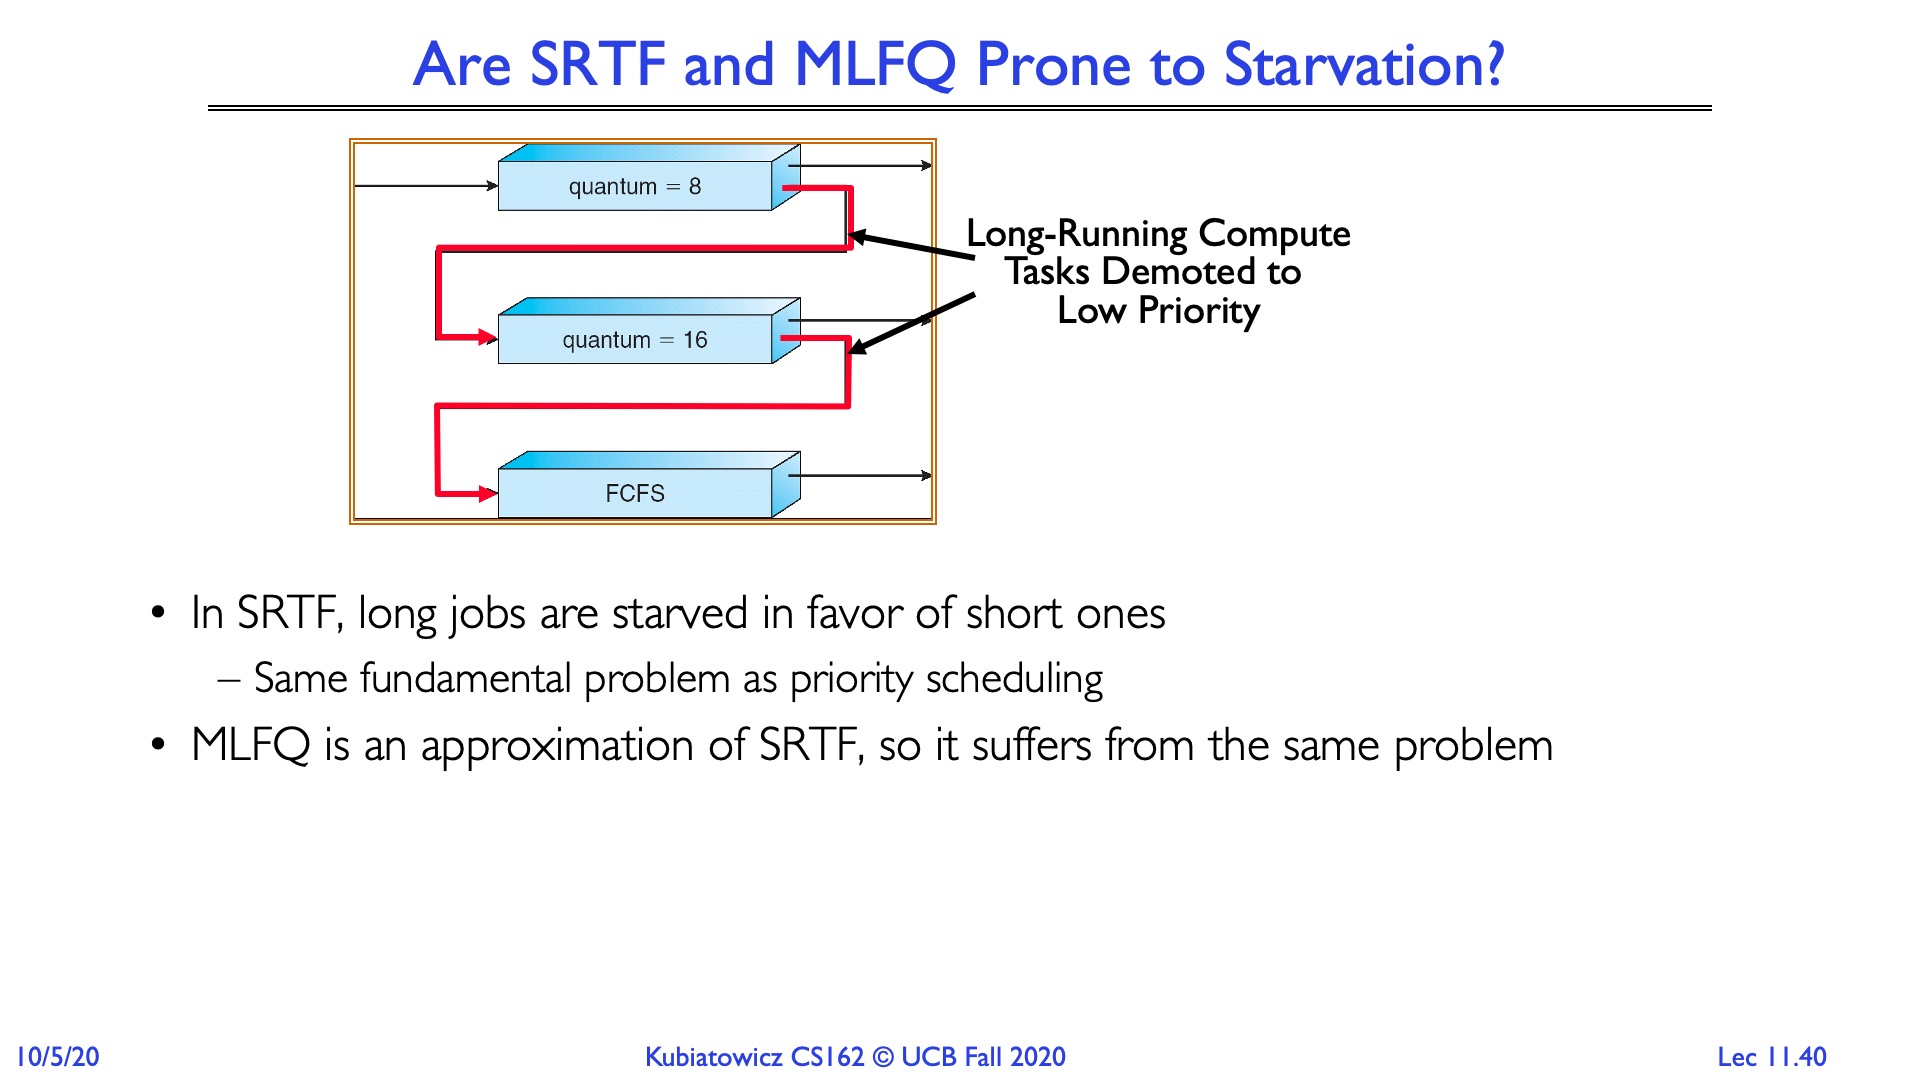 Are SRTF and MLFQ Prone to Starvation?
quantum = 8
Long-Running Compute
Tasks Demoted to
Low Priority
quantum = 16
FCFS
• In SRTF, long jobs are starved in favor of short ones
– Same fundamental problem as priority scheduling
• MLFQ is an approximation of SRTF, so it suffers from the same problem
10/5/20
Kubiatowicz CS162 © UCB Fall 2020
Lec 11.40